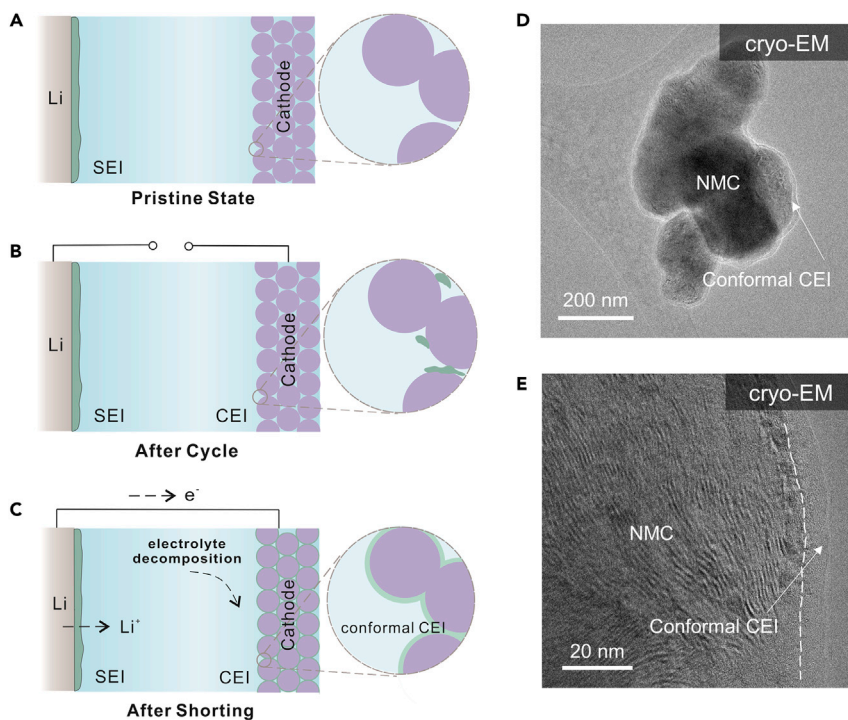 A
Li
SEI
Cathode
Pristine State
B
Li
SEI
CEI
Cathode
After Cycle
C
e-
electrolyte
decomposition
Li
Li+
conformal CEI
SEI
CEI
Cathode
After Shorting
D
cryo-EM
NMC
Conformal CEI
200 nm
E
cryo-EM
NMC
Conformal CEI
20 nm